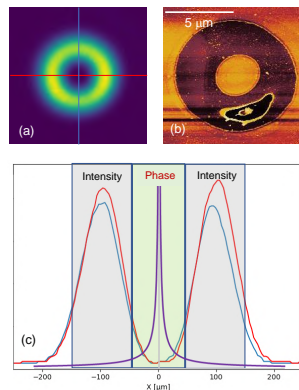 5 μm
(a)
(b)
Intensity
Phase
Intensity
(c)
−200
−100
0
100
200
X [μm]